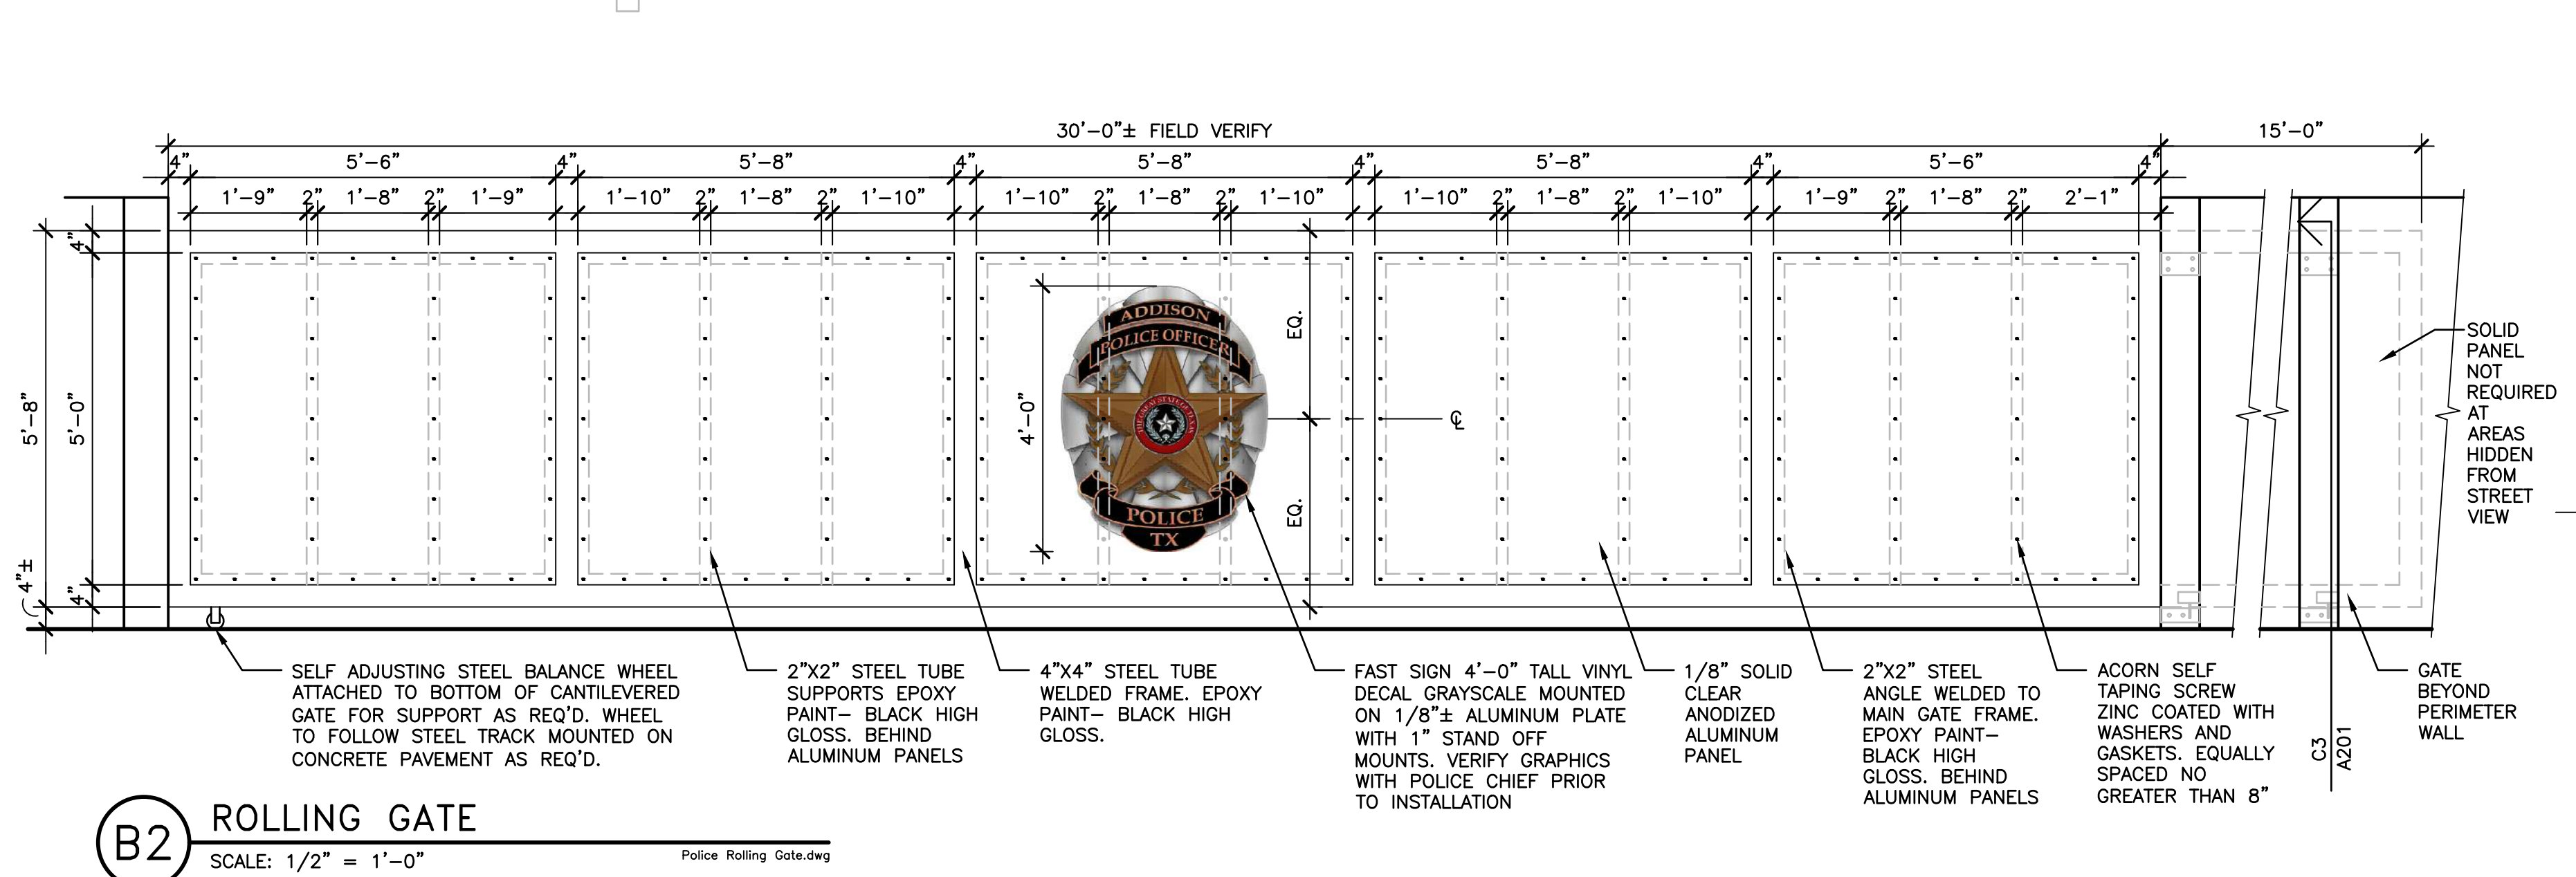 30'-0"± FIELD VERIFY
15'-0"
4" 5'-6" 4" 5'-8" 4" 5'-8" 4" 5'-8" 4" 5'-6" 4"
1'-9" 2" 1'-8" 2" 1'-9" 1'-10" 2" 1'-8" 2" 1'-10" 1'-10" 2" 1'-8" 2" 1'-10" 1'-10" 2" 1'-8" 2" 1'-10" 1'-9" 2" 1'-8" 2" 2'-1"
4"
5'-8"
5'-0"
4"±
4"
4'-0"
EQ.
EQ.
℄
ADDISON
POLICE OFFICER
POLICE
TX
SOLID
PANEL
NOT
REQUIRED
AT
AREAS
HIDDEN
FROM
STREET
VIEW
SELF ADJUSTING STEEL BALANCE WHEEL
ATTACHED TO BOTTOM OF CANTILEVERED
GATE FOR SUPPORT AS REQ'D. WHEEL
TO FOLLOW STEEL TRACK MOUNTED ON
CONCRETE PAVEMENT AS REQ'D.
2"X2" STEEL TUBE
SUPPORTS EPOXY
PAINT- BLACK HIGH
GLOSS. BEHIND
ALUMINUM PANELS
4"X4" STEEL TUBE
WELDED FRAME. EPOXY
PAINT- BLACK HIGH
GLOSS.
FAST SIGN 4'-0" TALL VINYL
DECAL GRAYSCALE MOUNTED
ON 1/8"± ALUMINUM PLATE
WITH 1" STAND OFF
MOUNTS. VERIFY GRAPHICS
WITH POLICE CHIEF PRIOR
TO INSTALLATION
1/8" SOLID
CLEAR
ANODIZED
ALUMINUM
PANEL
2"X2" STEEL
ANGLE WELDED TO
MAIN GATE FRAME.
EPOXY PAINT-
BLACK HIGH
GLOSS. BEHIND
ALUMINUM PANELS
ACORN SELF
TAPING SCREW
ZINC COATED WITH
WASHERS AND
GASKETS. EQUALLY
SPACED NO
GREATER THAN 8"
C3
A201
GATE
BEYOND
PERIMETER
WALL
B2
ROLLING GATE
SCALE: 1/2" = 1'-0"
Police Rolling Gate.dwg